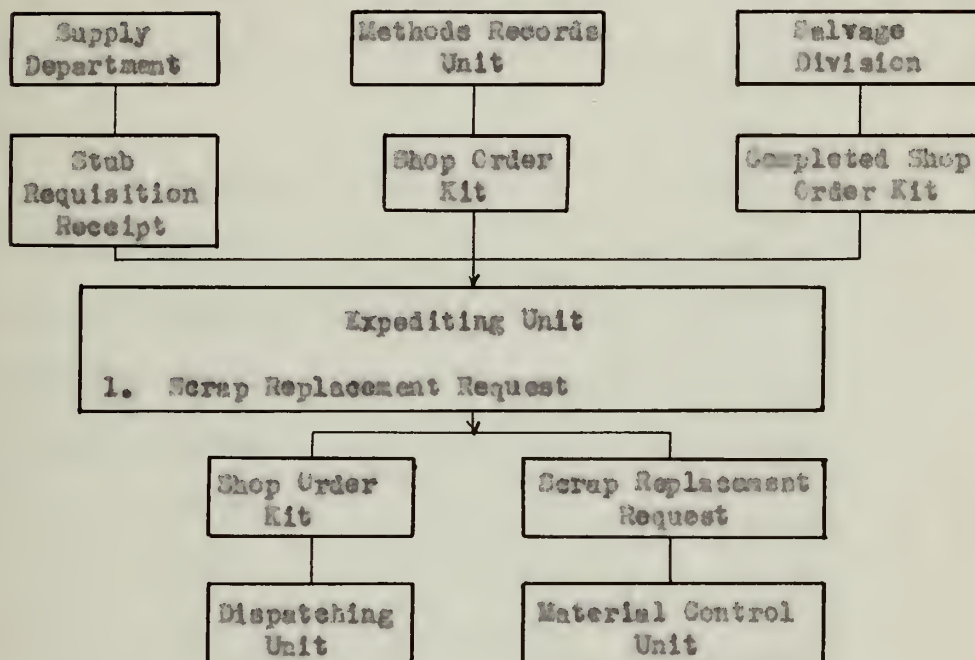 Supply
Department
Methods Records
Unit
Salvage
Division
Stub
Requisition
Receipt
Shop Order
Kit
Completed Shop
Order Kit
Expediting Unit
1. Scrap Replacement Request
Shop Order
Kit
Scrap Replacement
Request
Dispatching
Unit
Material Control
Unit